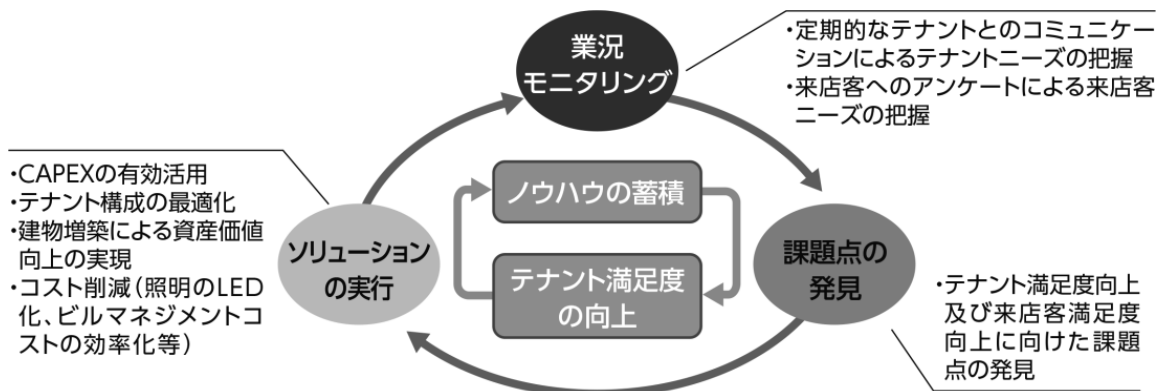 業況
モニタリング
・定期的なテナントとのコミュニケー
ションによるテナントニーズの把握
・来店客へのアンケートによる来店客
ニーズの把握
・CAPEXの有効活用
・テナント構成の最適化
・建物増築による資産価値
向上の実現
・コスト削減（照明のLED
化、ビルマネジメントコ
ストの効率化等）
ソリューション
の実行
ノウハウの蓄積
テナント満足度
の向上
課題点の
発見
・テナント満足度向上
及び来店客満足度
向上に向けた課題
点の発見